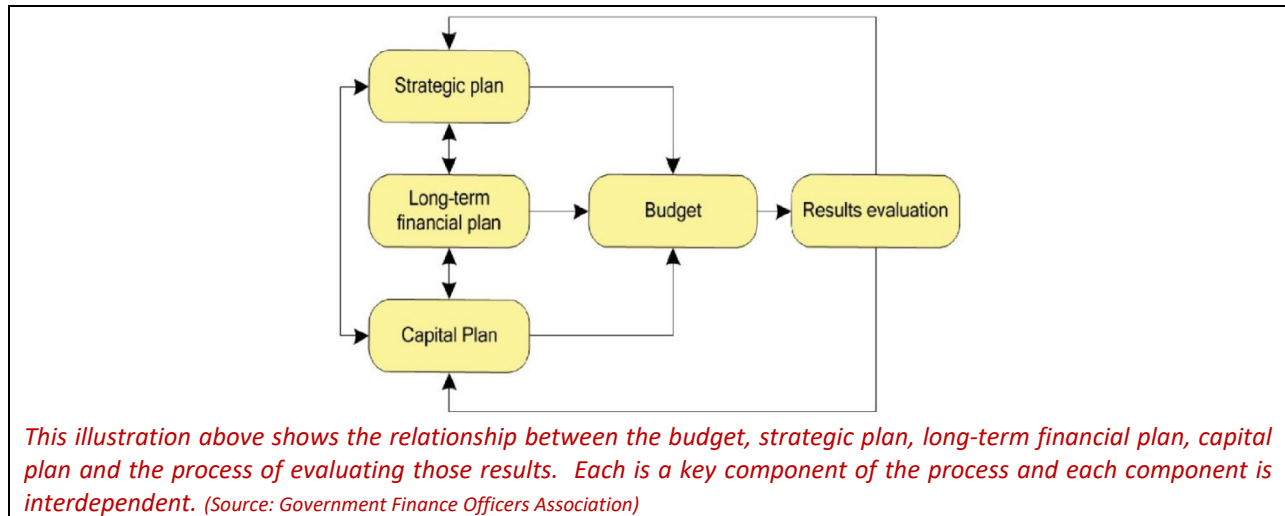 Strategic plan
Long-term
financial plan
Budget
Results evaluation
Capital Plan
This illustration above shows the relationship between the budget, strategic plan, long-term financial plan, capital
plan and the process of evaluating those results. Each is a key component of the process and each component is
interdependent. (Source: Government Finance Officers Association)